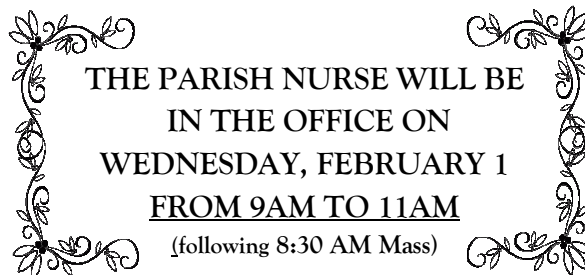 THE PARISH NURSE WILL BE
IN THE OFFICE ON
WEDNESDAY, FEBRUARY 1
FROM 9AM TO 11AM
(following 8:30 AM Mass)